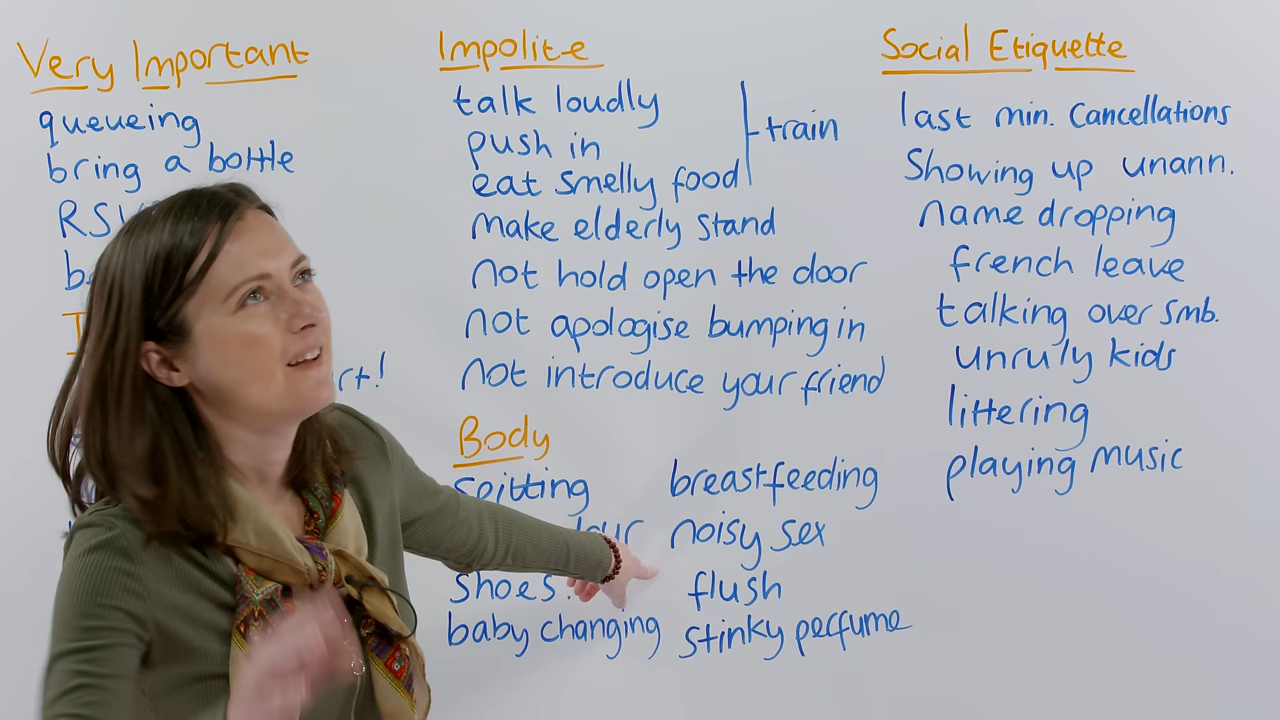 Very Important
queueing
bring a bottle
Impolite
talk loudly
push in
eat smelly food
train
make elderly stand
not hold open the door
not apologise bumping in
not introduce your friend
Body
spitting
shoes
baby changing
breastfeeding
noisy sex
flush
stinky perfume
Social Etiquette
last min. Cancellations
Showing up unann.
name dropping
french leave
talking over smb.
unruly kids
littering
playing music